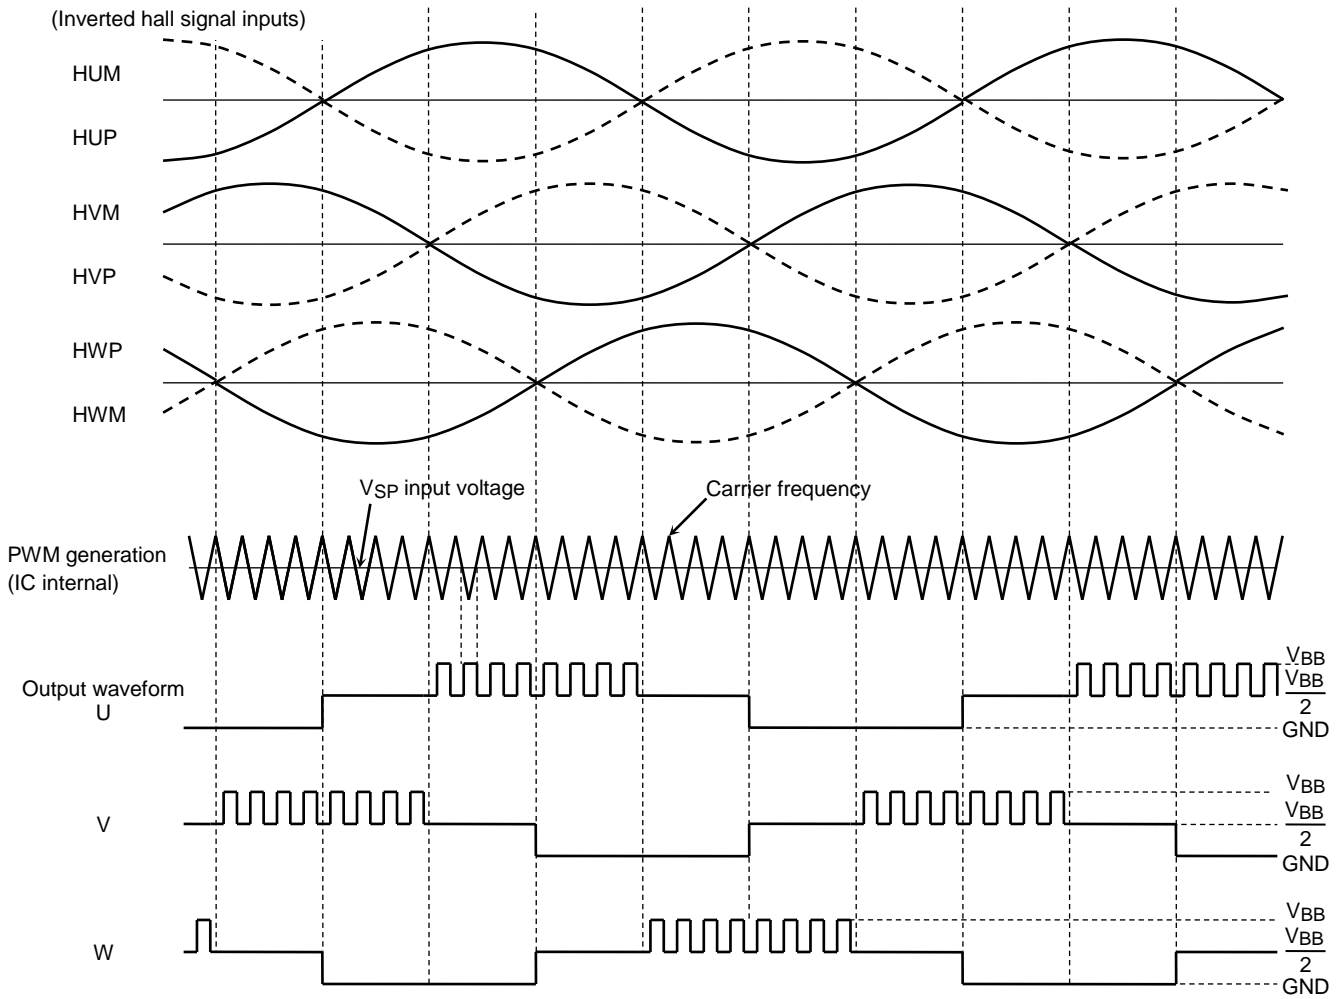 (Inverted hall signal inputs)
HUM
HUP
HVM
HVP
HWP
HWM
VSP input voltage
Carrier frequency
PWM generation
(IC internal)
Output waveform
U
VBB
VBB
2
GND
V
VBB
VBB
2
GND
W
VBB
VBB
2
GND